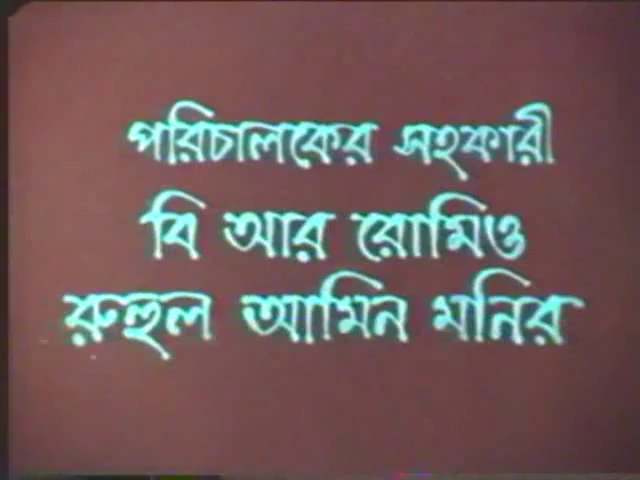 পরিচালকের সহকারী
বি আর রোমিও
রুহুল আমিন মনির